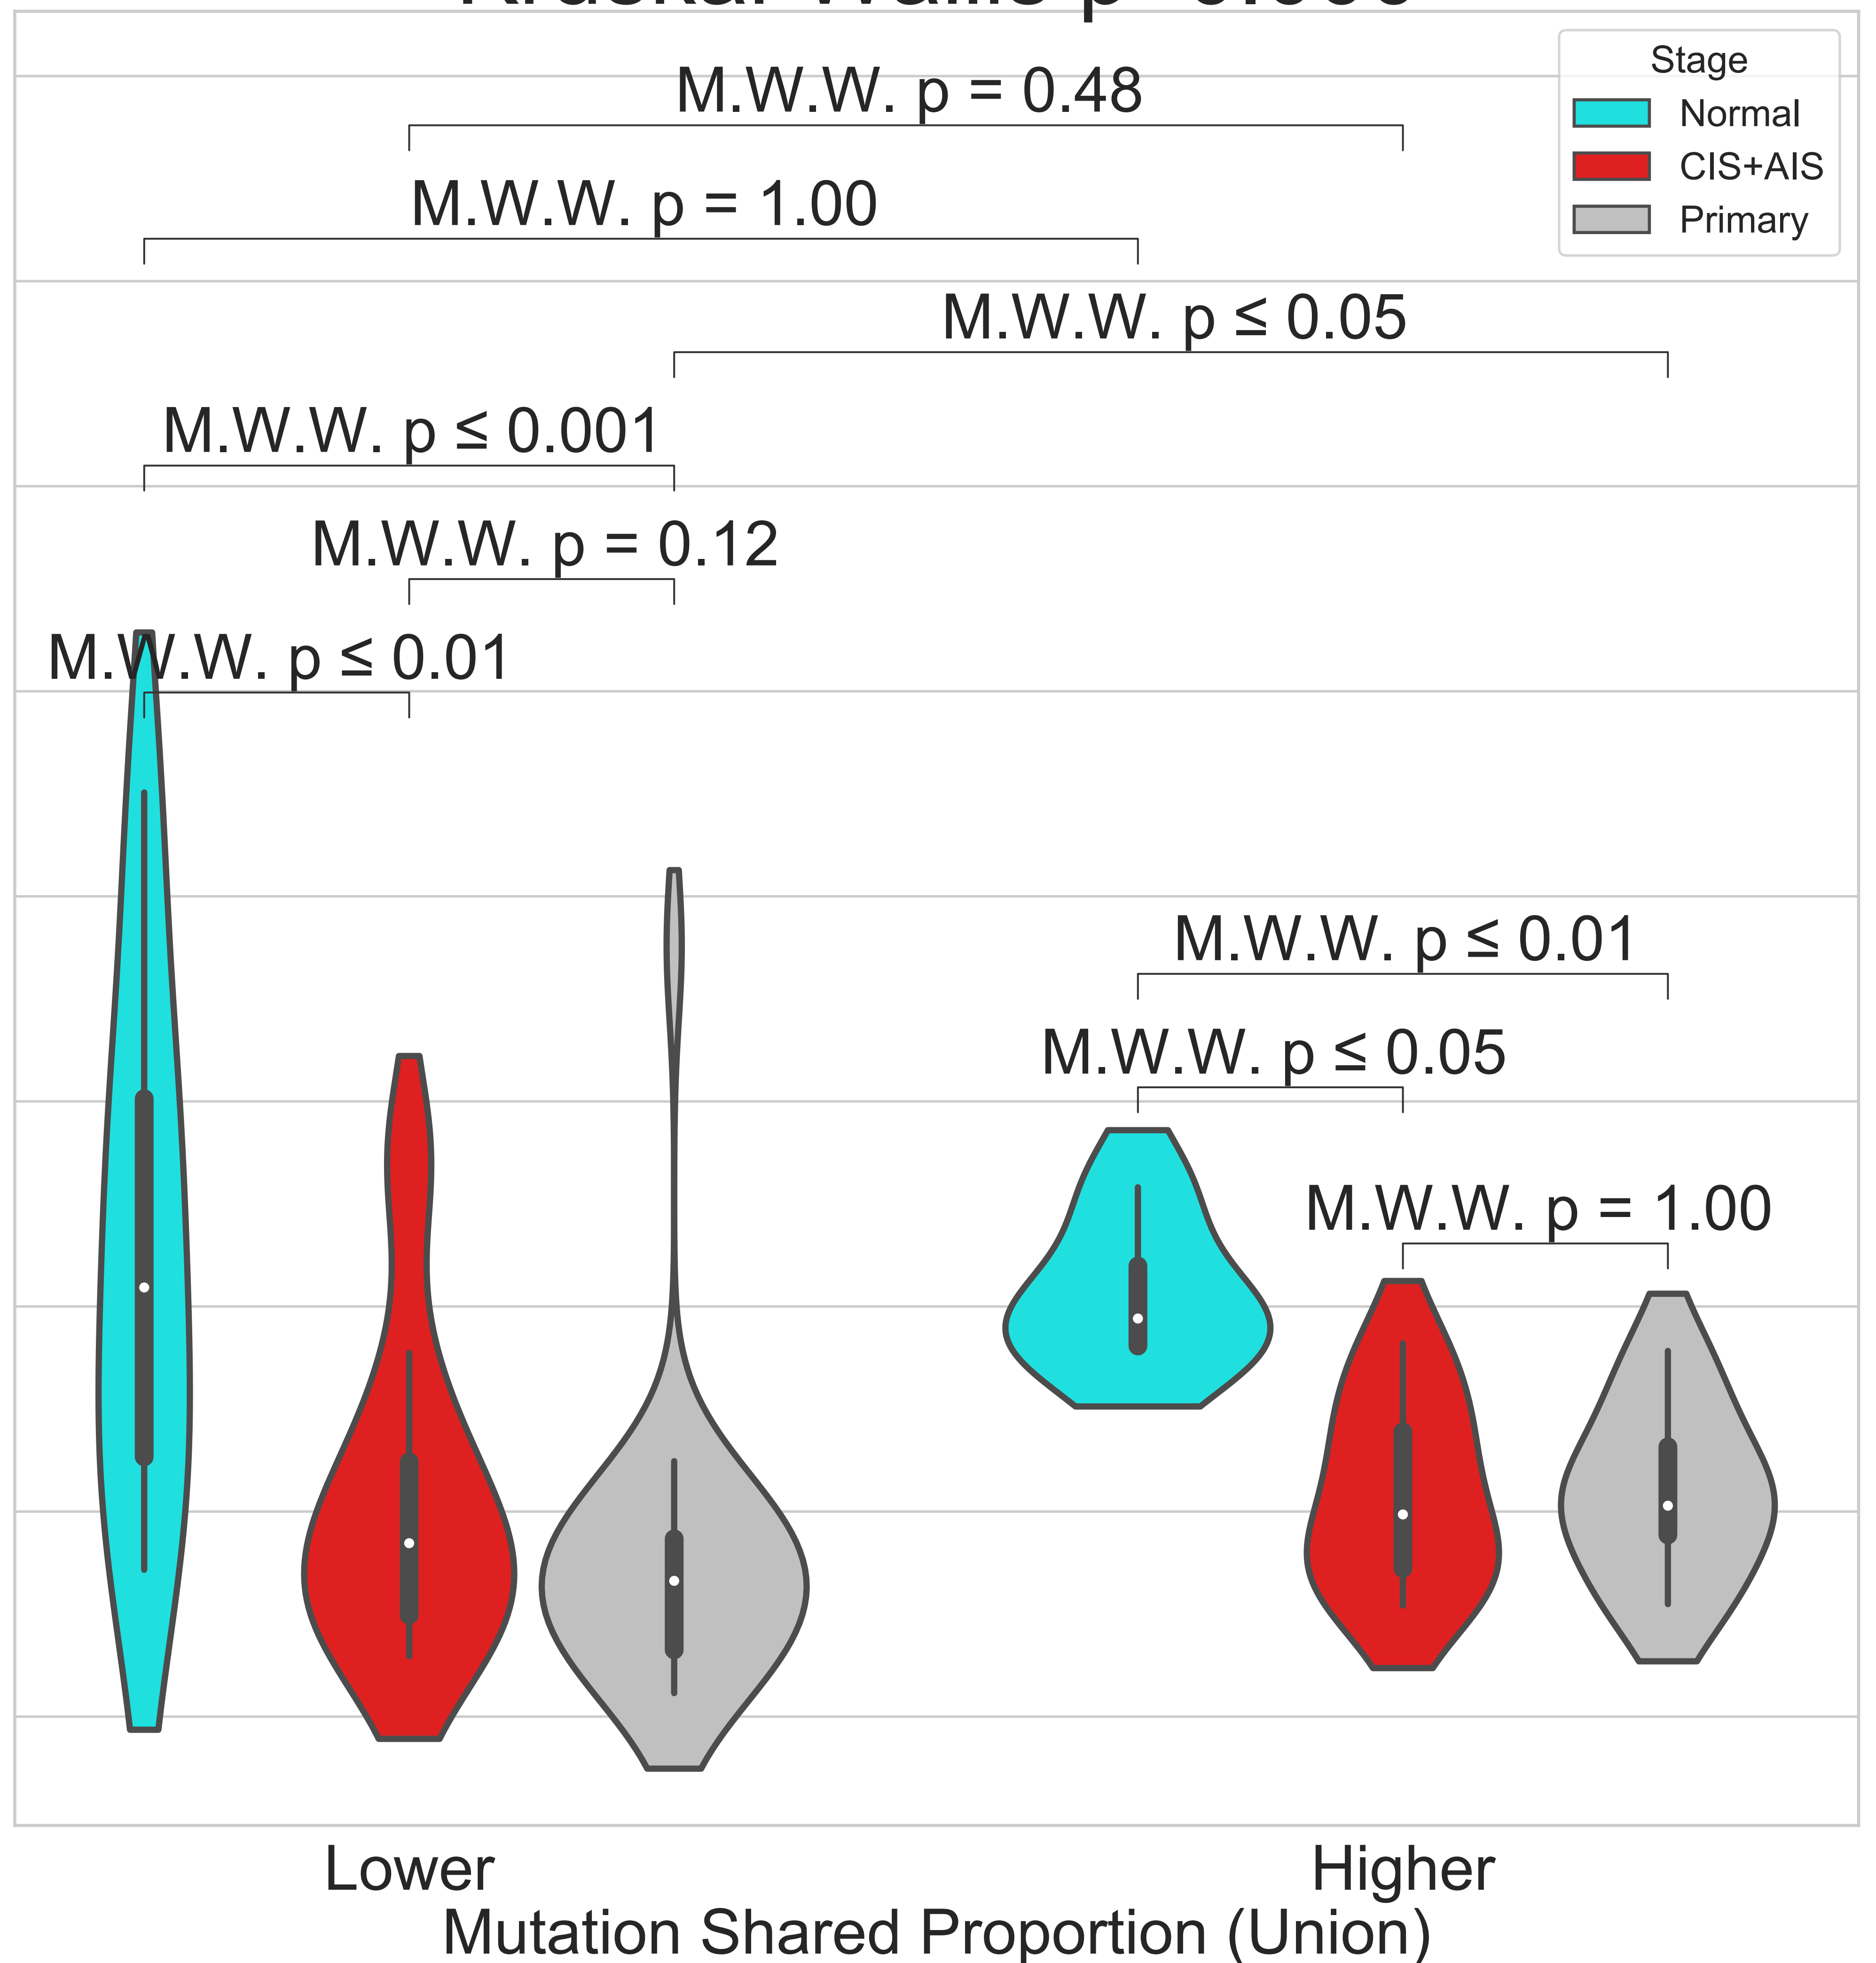 Stage
Normal
CIS+AIS
Primary
M.W.W. p = 0.48
M.W.W. p = 1.00
M.W.W. p ≤ 0.05
M.W.W. p ≤ 0.001
M.W.W. p = 0.12
M.W.W. p ≤ 0.01
M.W.W. p ≤ 0.01
M.W.W. p ≤ 0.05
M.W.W. p = 1.00
Lower
Higher
Mutation Shared Proportion (Union)